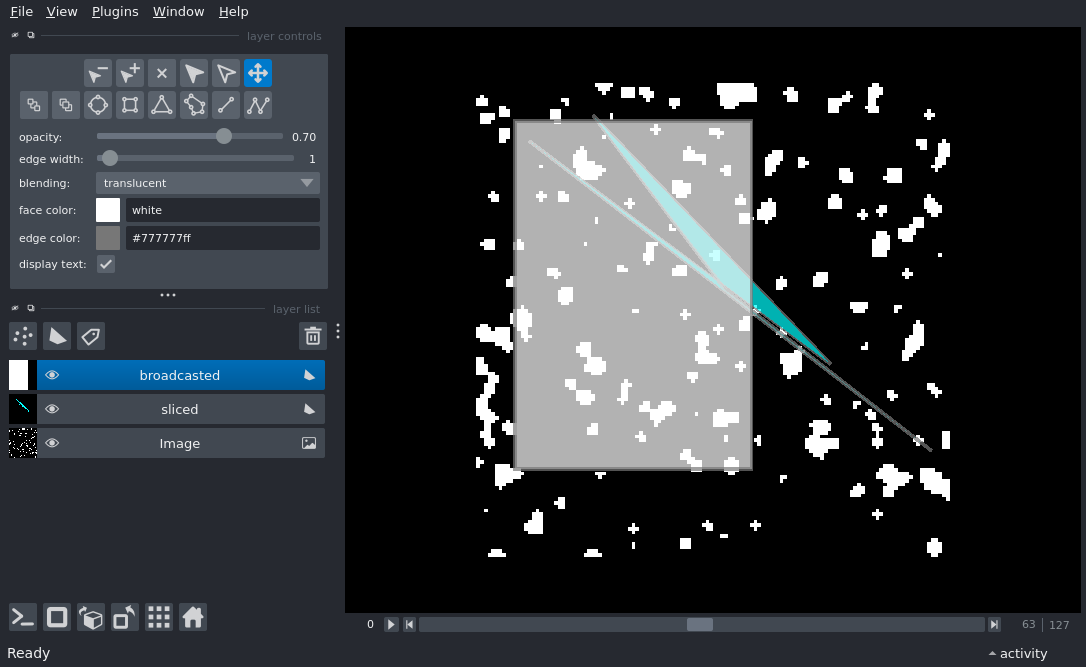 File View Plugins Window Help
layer controls
opacity: 0.70
edge width: 1
blending: translucent
face color: white
edge color: #777777ff
display text:
layer list
broadcasted
sliced
Image
0 63 127
Ready activity